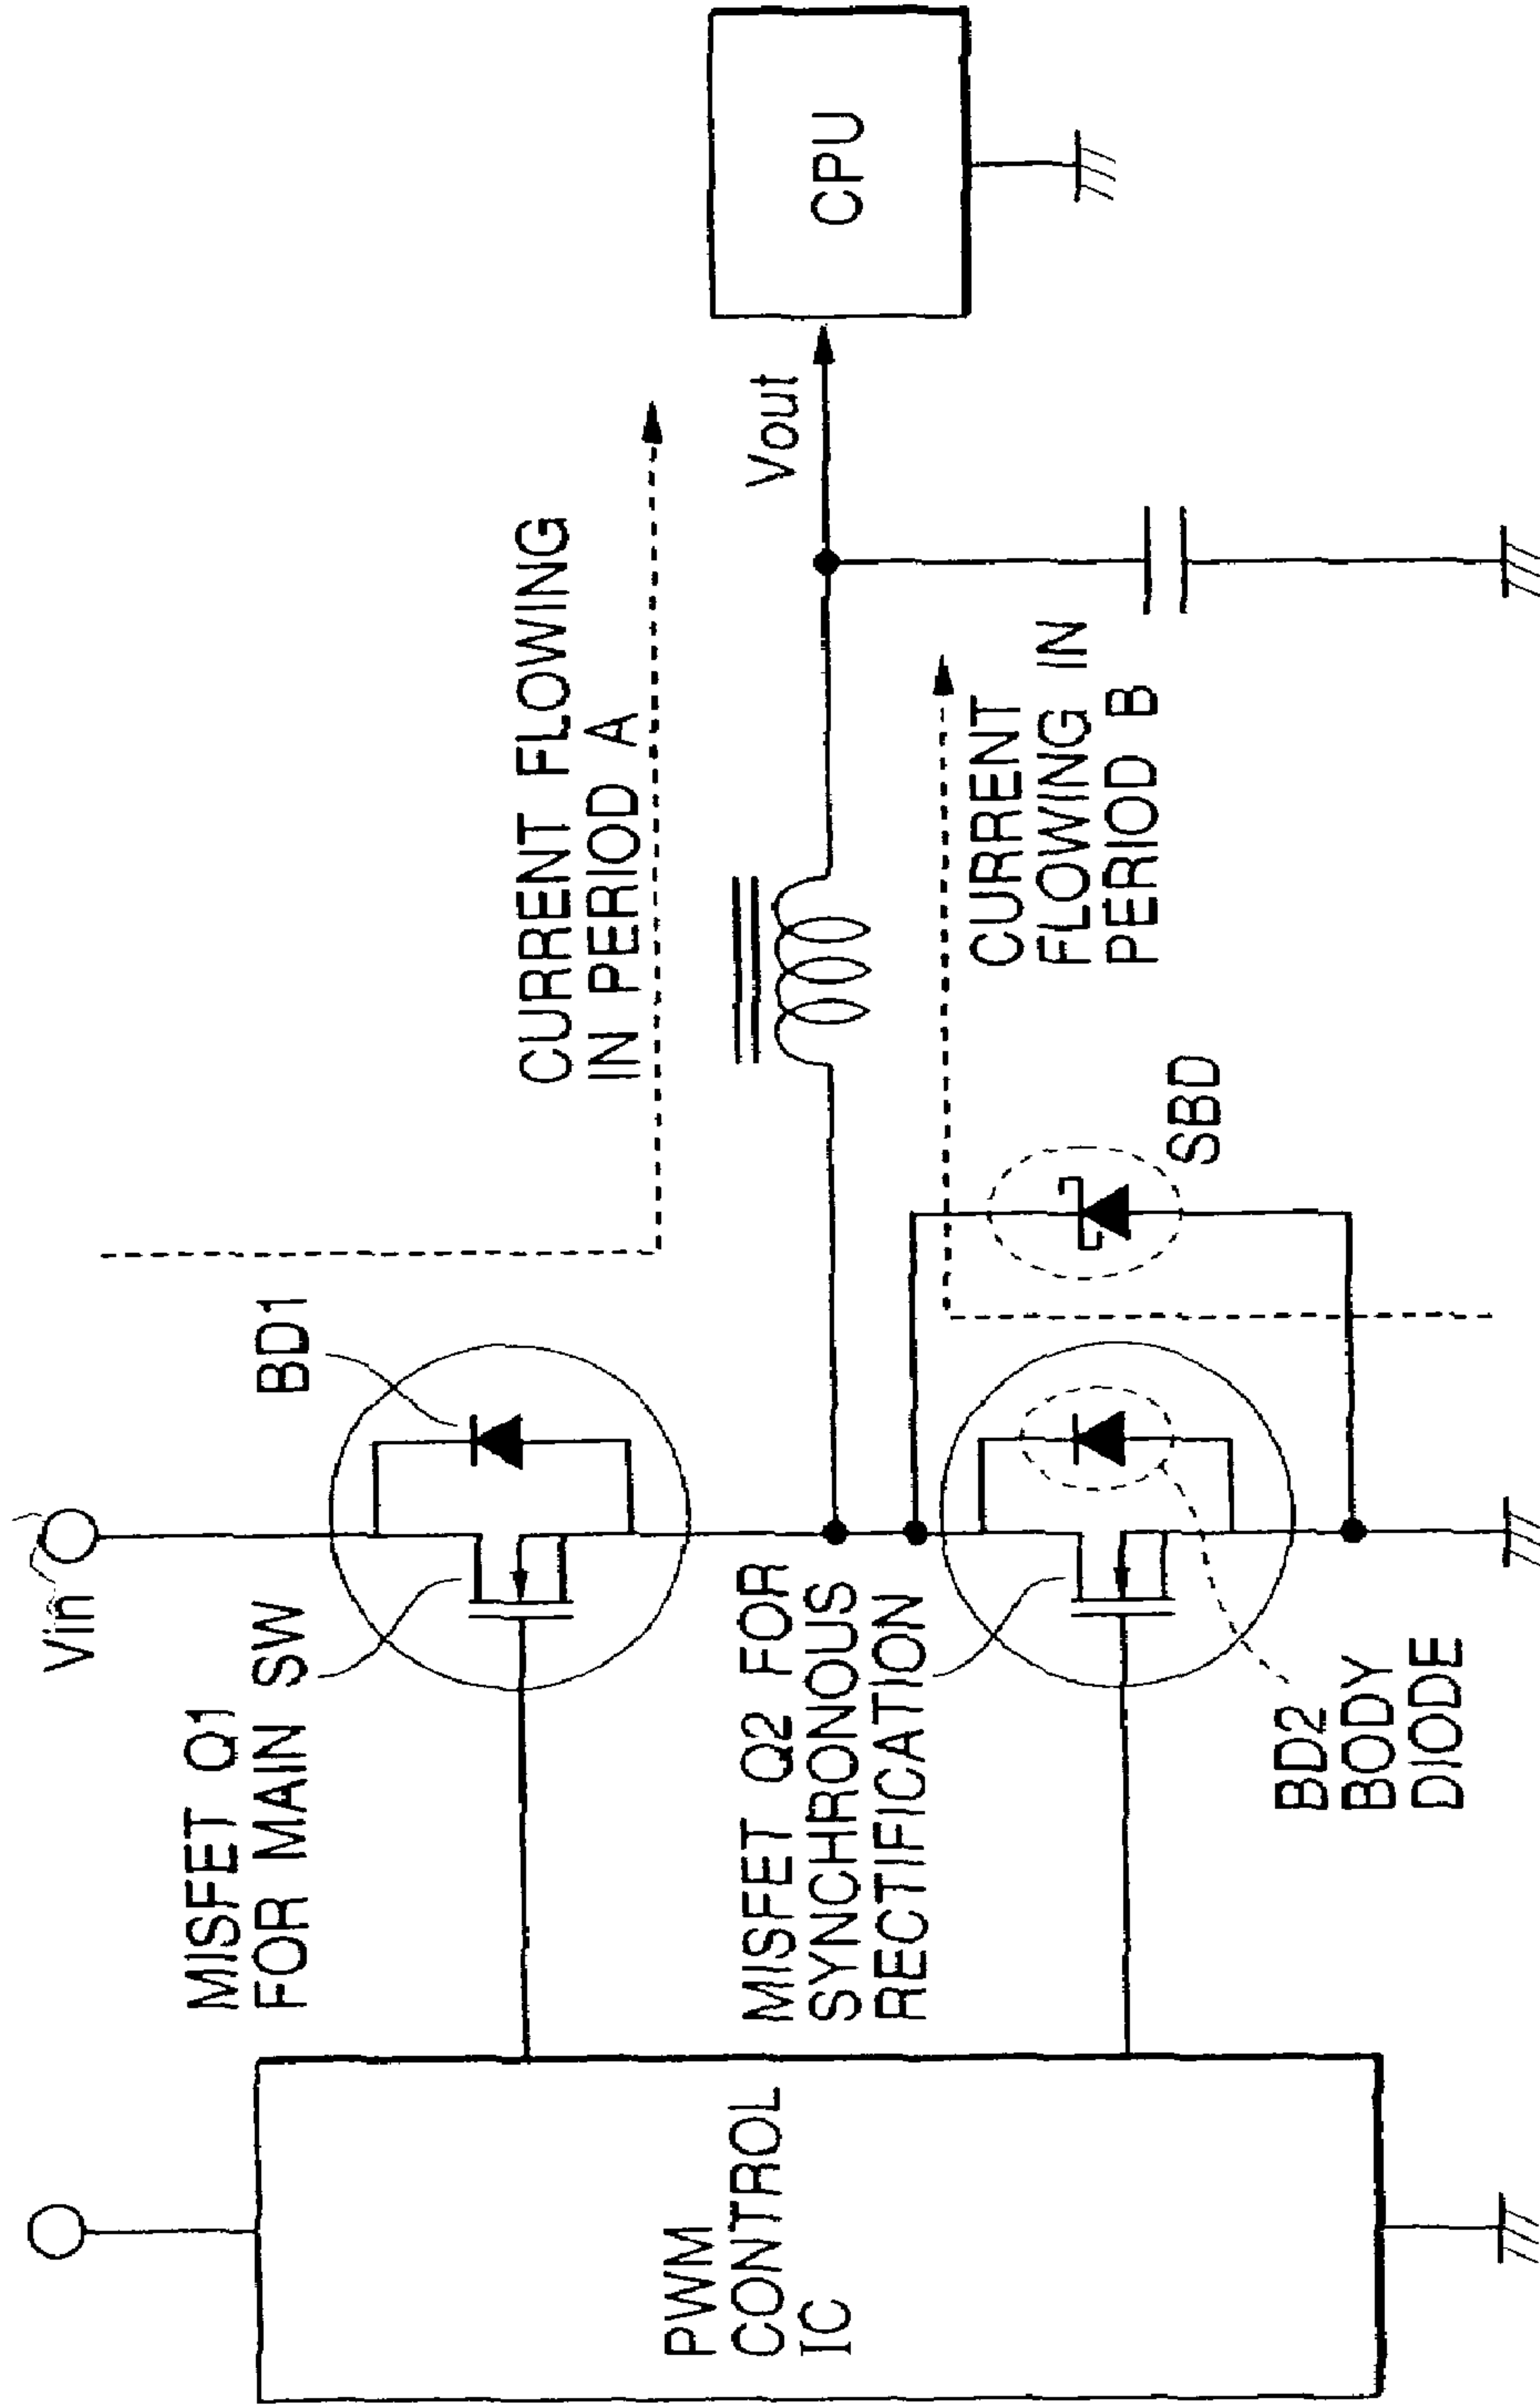 Vin
MISFET Q1
FOR MAIN SW
BD1
CURRENT FLOWING
IN PERIOD A
Vout
CPU
PWM
CONTROL
IC
MISFET Q2 FOR
SYNCHRONOUS
RECTIFICATION
CURRENT
FLOWING IN
PERIOD B
SBD
BD2
BODY
DIODE